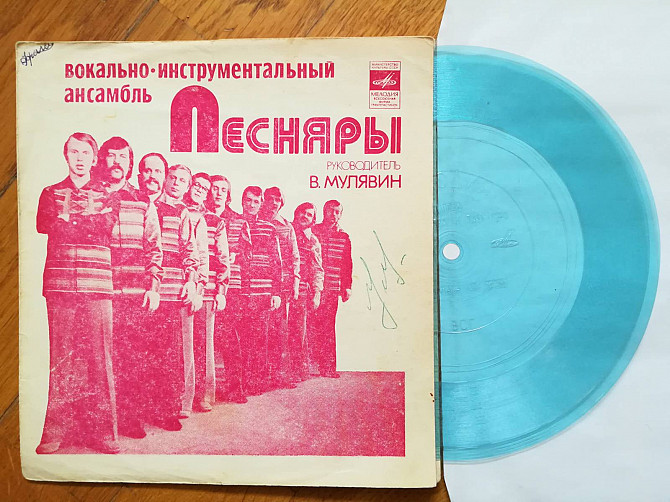 ВОКАЛЬНО-ИНСТРУМЕНТАЛЬНЫЙ
АНСАМБЛЬ
ПЕСНЯРЫ
РУКОВОДИТЕЛЬ
В. МУЛЯВИН
МЕЛОДИЯ